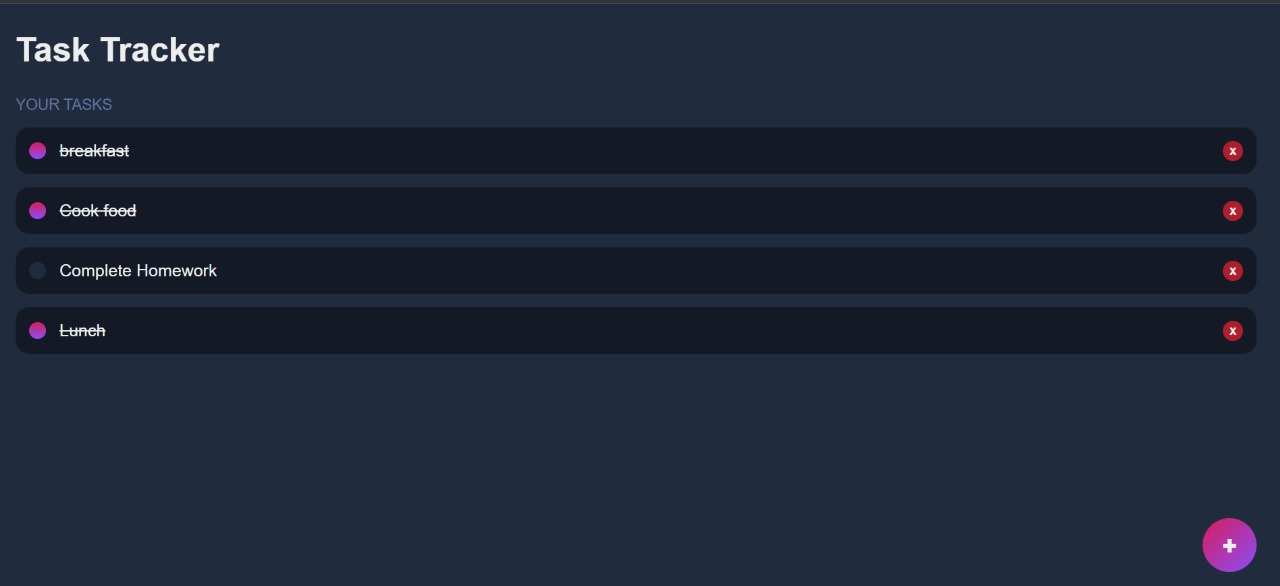 Task Tracker
YOUR TASKS
breakfast
x
Cook food
x
Complete Homework
x
Lunch
x
+